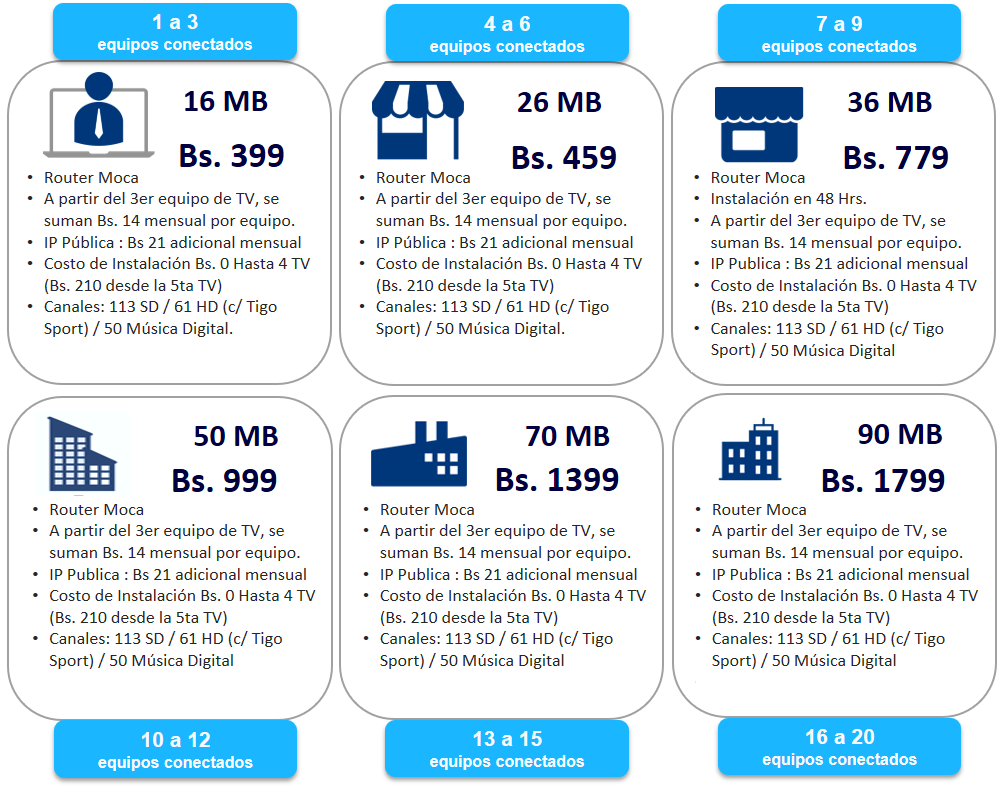 1 a 3
equipos conectados
16 MB
Bs. 399
• Router Moca
• A partir del 3er equipo de TV, se
suman Bs. 14 mensual por equipo.
• IP Pública : Bs 21 adicional mensual
• Costo de Instalación Bs. 0 Hasta 4 TV
(Bs. 210 desde la 5ta TV)
• Canales: 113 SD / 61 HD (c/ Tigo
Sport) / 50 Música Digital.
4 a 6
equipos conectados
26 MB
Bs. 459
• Router Moca
• A partir del 3er equipo de TV, se
suman Bs. 14 mensual por equipo.
• IP Pública : Bs 21 adicional mensual
• Costo de Instalación Bs. 0 Hasta 4 TV
(Bs. 210 desde la 5ta TV)
• Canales: 113 SD / 61 HD (c/ Tigo
Sport) / 50 Música Digital.
7 a 9
equipos conectados
36 MB
Bs. 779
• Router Moca
• Instalación en 48 Hrs.
• A partir del 3er equipo de TV, se
suman Bs. 14 mensual por equipo.
• IP Publica : Bs 21 adicional mensual
• Costo de Instalación Bs. 0 Hasta 4 TV
(Bs. 210 desde la 5ta TV)
• Canales: 113 SD / 61 HD (c/ Tigo
Sport) / 50 Música Digital
50 MB
Bs. 999
• Router Moca
• A partir del 3er equipo de TV, se
suman Bs. 14 mensual por equipo.
• IP Publica : Bs 21 adicional mensual
• Costo de Instalación Bs. 0 Hasta 4 TV
(Bs. 210 desde la 5ta TV)
• Canales: 113 SD / 61 HD (c/ Tigo
Sport) / 50 Música Digital
10 a 12
equipos conectados
70 MB
Bs. 1399
• Router Moca
• A partir del 3er equipo de TV, se
suman Bs. 14 mensual por equipo.
• IP Publica : Bs 21 adicional mensual
• Costo de Instalación Bs. 0 Hasta 4 TV
(Bs. 210 desde la 5ta TV)
• Canales: 113 SD / 61 HD (c/ Tigo
Sport) / 50 Música Digital
13 a 15
equipos conectados
90 MB
Bs. 1799
• Router Moca
• A partir del 3er equipo de TV, se
suman Bs. 14 mensual por equipo.
• IP Publica : Bs 21 adicional mensual
• Costo de Instalación Bs. 0 Hasta 4 TV
(Bs. 210 desde la 5ta TV)
• Canales: 113 SD / 61 HD (c/ Tigo
Sport) / 50 Música Digital
16 a 20
equipos conectados